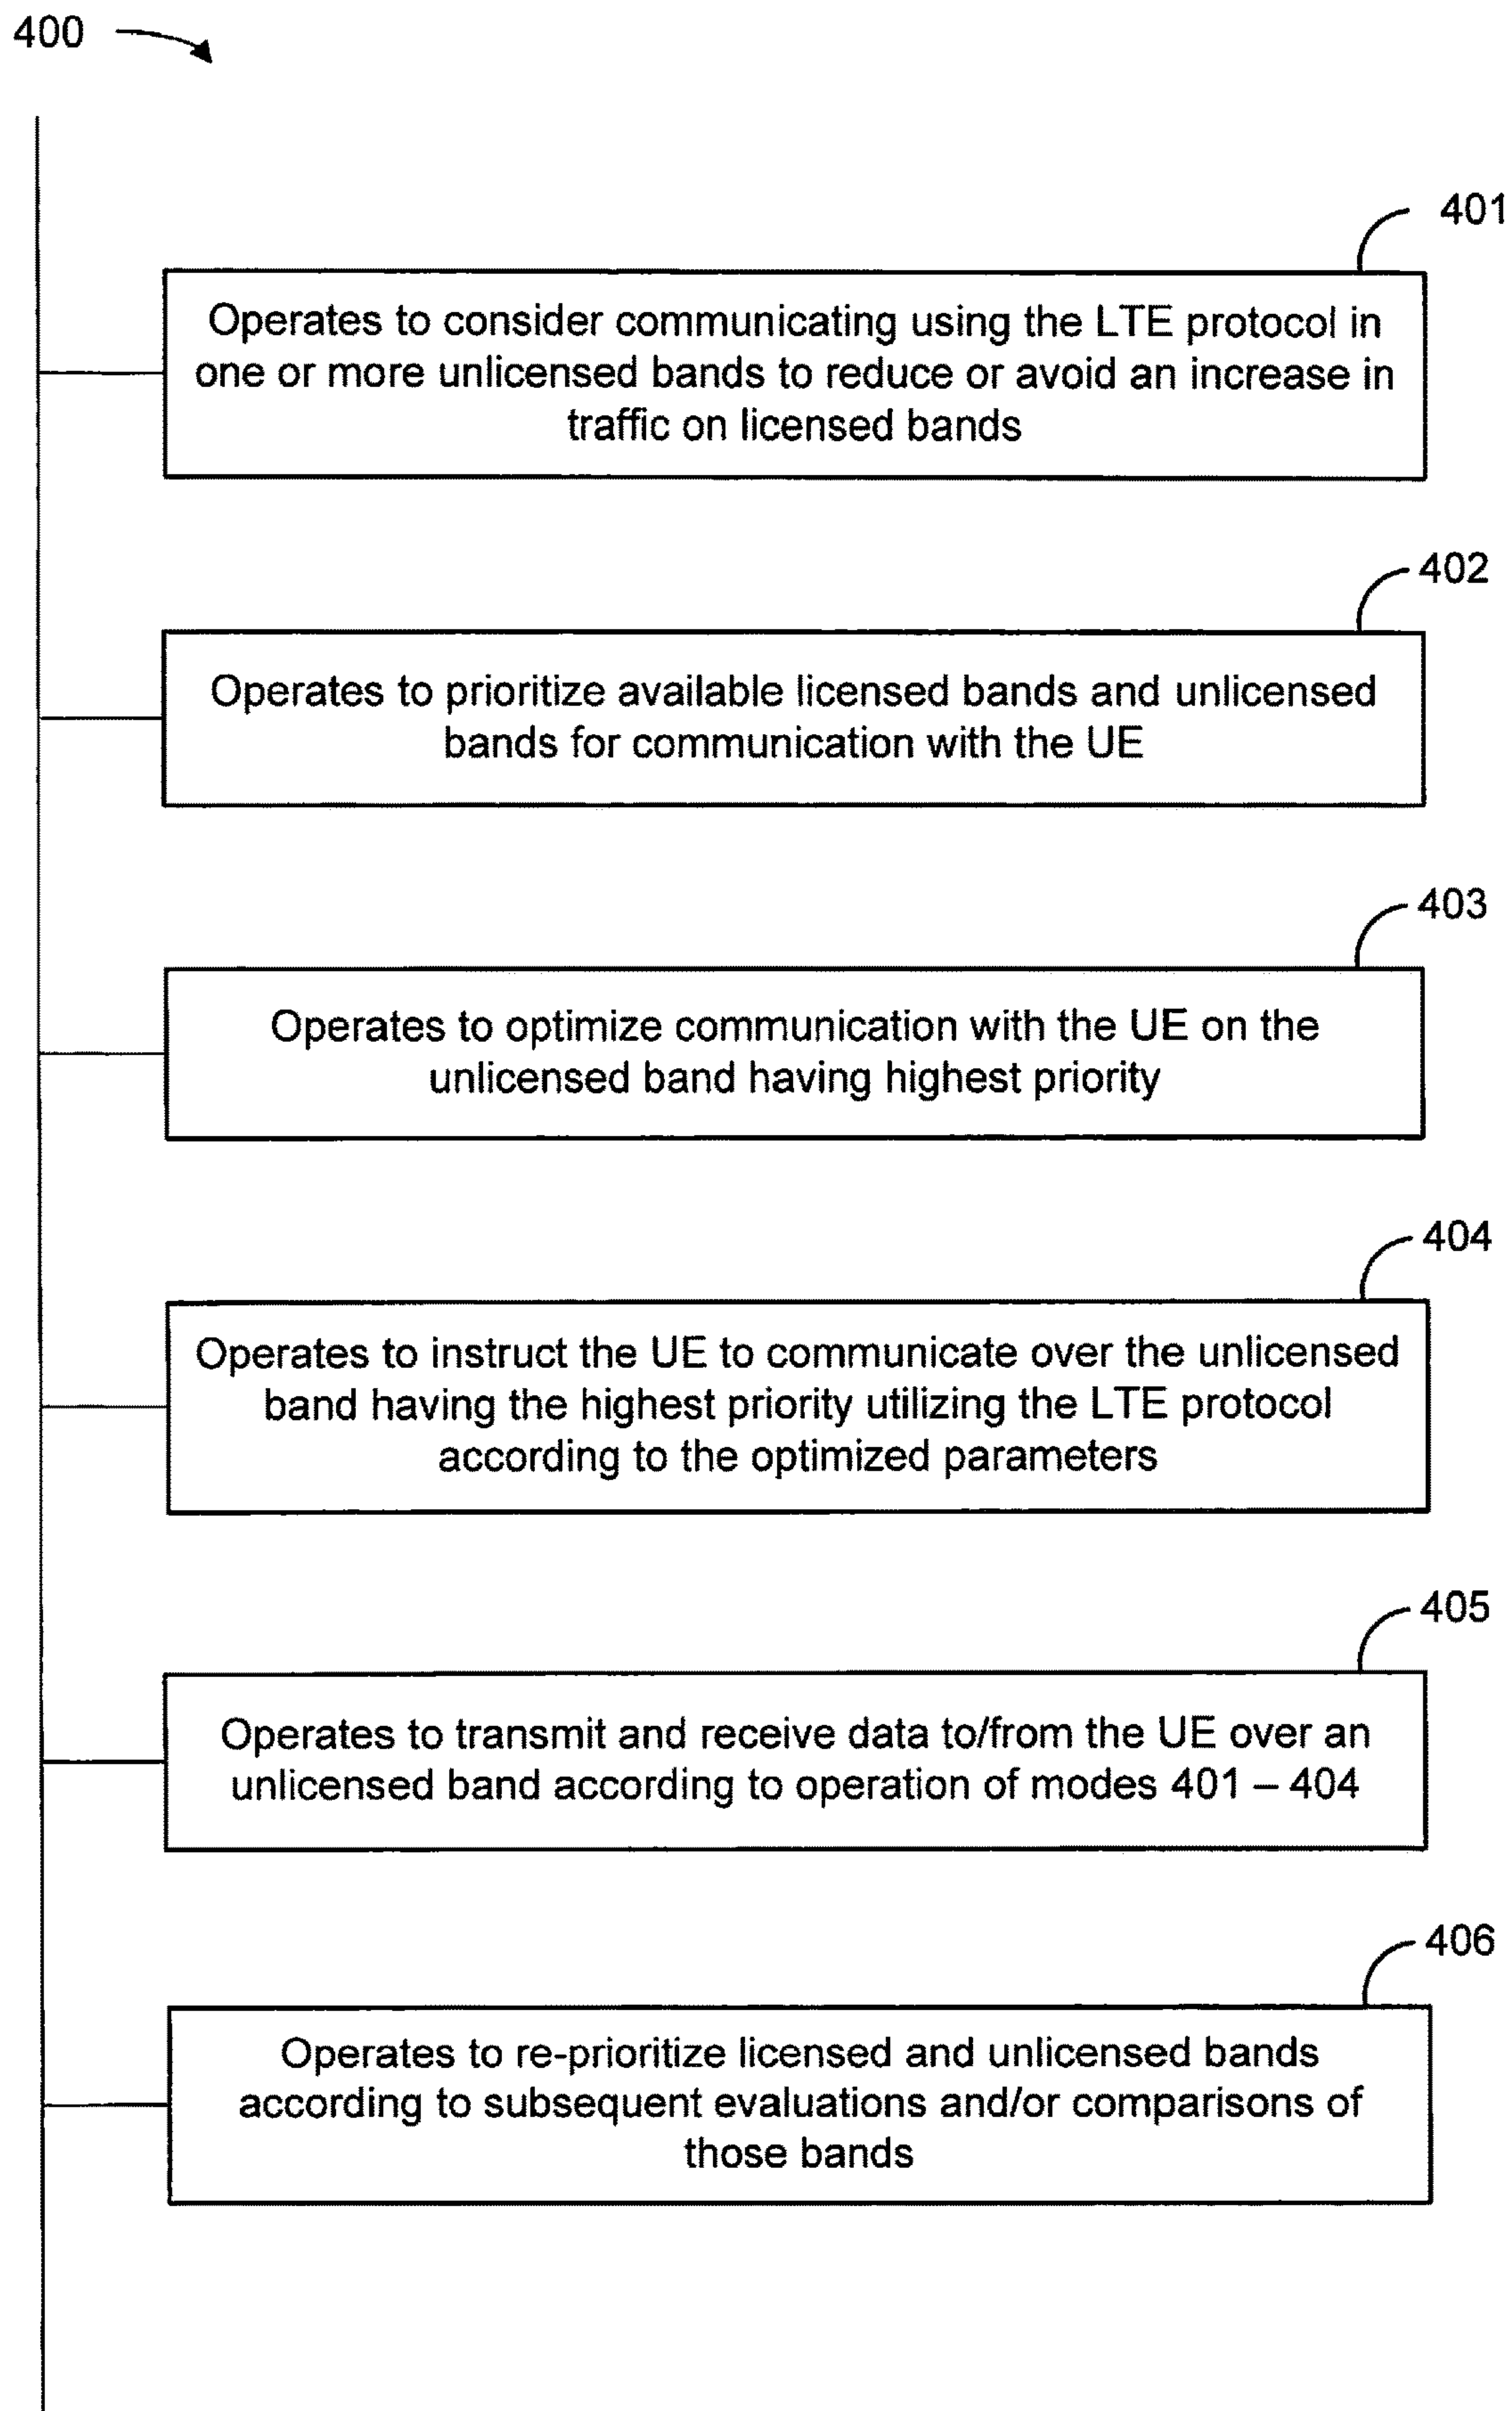 400
401
Operates to consider communicating using the LTE protocol in
one or more unlicensed bands to reduce or avoid an increase in
traffic on licensed bands
402
Operates to prioritize available licensed bands and unlicensed
bands for communication with the UE
403
Operates to optimize communication with the UE on the
unlicensed band having highest priority
404
Operates to instruct the UE to communicate over the unlicensed
band having the highest priority utilizing the LTE protocol
according to the optimized parameters
405
Operates to transmit and receive data to/from the UE over an
unlicensed band according to operation of modes 401 – 404
406
Operates to re-prioritize licensed and unlicensed bands
according to subsequent evaluations and/or comparisons of
those bands